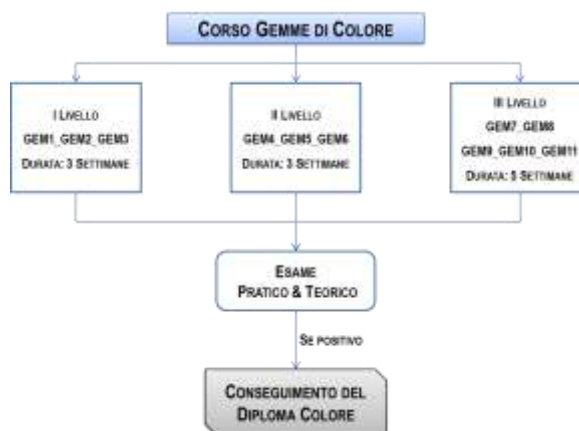 CORSO GEMME DI COLORE
I LIVELLO
GEM1_GEM2_GEM3
DURATA: 3 SETTIMANE
II LIVELLO
GEM4_GEM5_GEM6
DURATA: 3 SETTIMANE
III LIVELLO
GEM7_GEM8
GEM9_GEM10_GEM11
DURATA: 5 SETTIMANE
ESAME
PRATICO & TEORICO
SE POSITIVO
CONSEGUIMENTO DEL
DIPLOMA COLORE